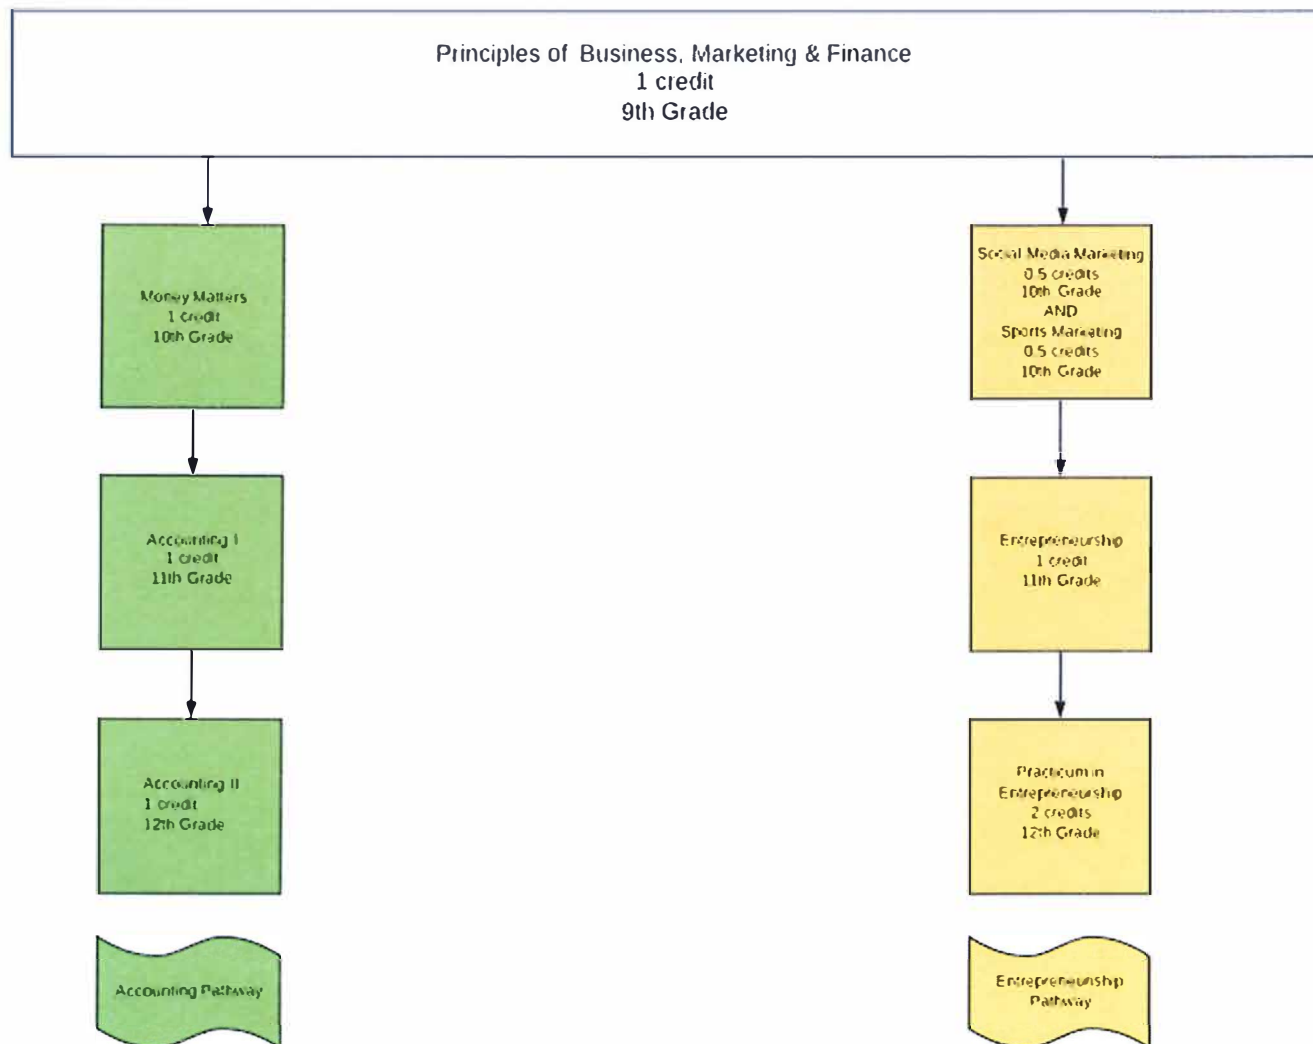 Principles of Business, Marketing & Finance
1 credit
9th Grade
Money Matters
1 credit
10th Grade
Accounting I
1 credit
11th Grade
Accounting II
1 credit
12th Grade
Accounting Pathway
Social Media Marketing
0.5 credits
10th Grade
AND
Sports Marketing
0.5 credits
10th Grade
Entrepreneurship
1 credit
11th Grade
Practicum in
Entrepreneurship
2 credits
12th Grade
Entrepreneurship
Pathway